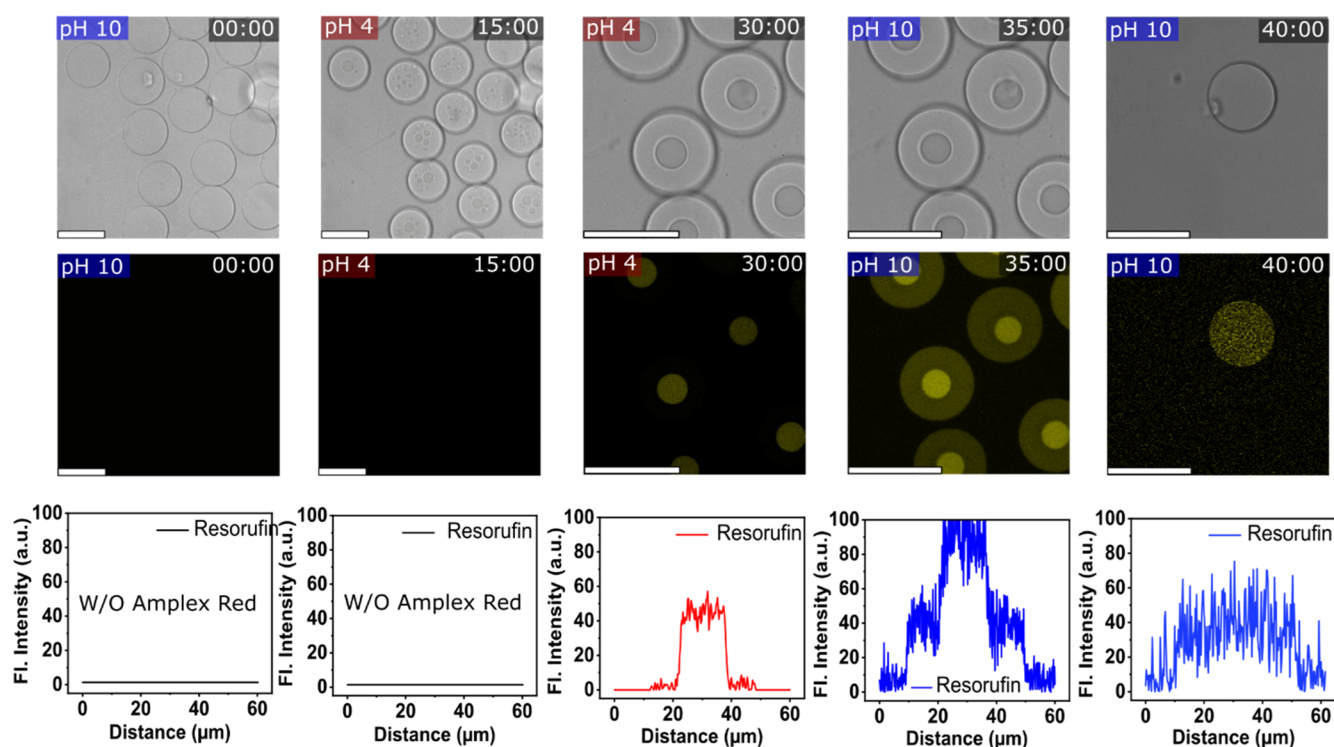 pH 10 00:00
pH 4 15:00
pH 4 30:00
pH 10 35:00
pH 10 40:00
pH 10 00:00
pH 4 15:00
pH 4 30:00
pH 10 35:00
pH 10 40:00
Fl. Intensity (a.u.)
100
80
60
40
20
0
Resorufin
W/O Amplex Red
0 20 40 60
Distance (µm)
Fl. Intensity (a.u.)
100
80
60
40
20
0
Resorufin
W/O Amplex Red
0 20 40 60
Distance (µm)
Fl. Intensity (a.u.)
100
80
60
40
20
0
Resorufin
0 20 40 60
Distance (µm)
Fl. Intensity (a.u.)
100
80
60
40
20
0
Resorufin
0 20 40 60
Distance (µm)
Fl. Intensity (a.u.)
100
80
60
40
20
0
Resorufin
0 20 40 60
Distance (µm)